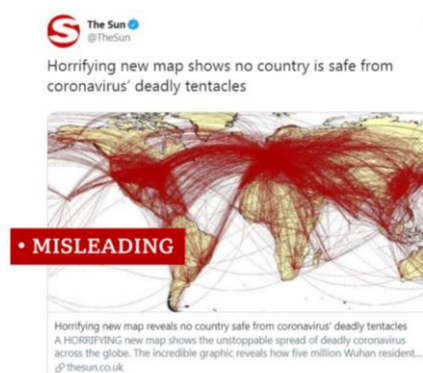 The Sun
@TheSun
Horrifying new map shows no country is safe from
coronavirus' deadly tentacles
• MISLEADING
Horrifying new map reveals no country safe from coronavirus' deadly tentacles
A HORRIFYING new map shows the unstoppable spread of deadly coronavirus
across the globe. The incredible graphic reveals how five million Wuhan resident...
thesun.co.uk